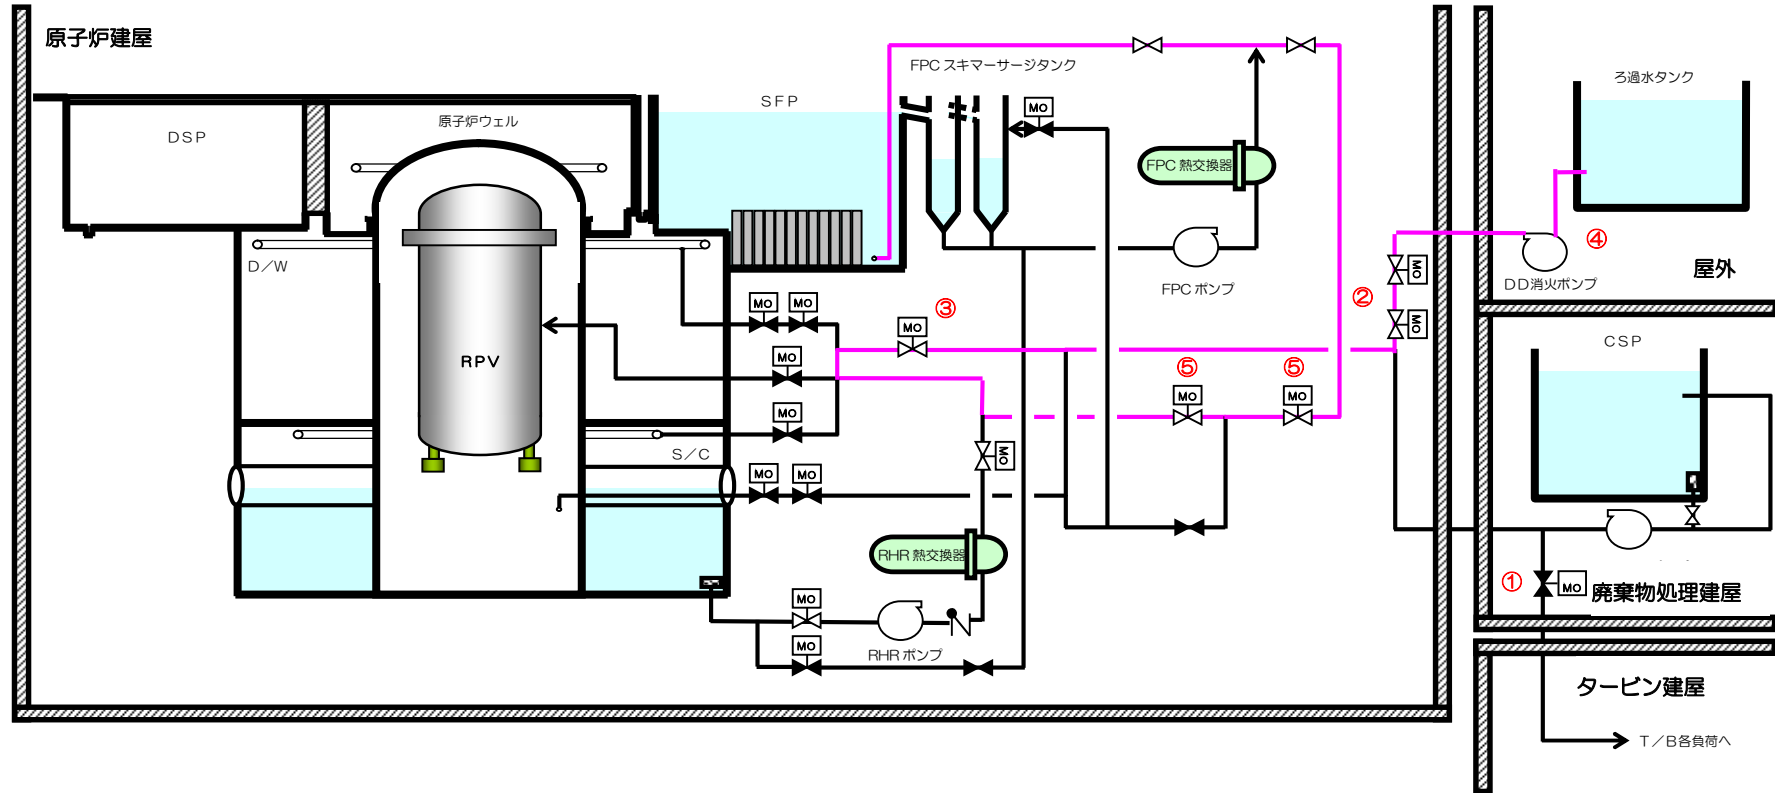 原子炉建屋
FPC スキマーサージタンク
ろ過水タンク
SFP
MO
原子炉ウェル
DSP
FPC 熱交換器
④
D/W
屋外
DD消火ポンプ
MO
FPC ポンプ
②
MO MO
③
MO
MO
CSP
RPV
MO
⑤ ⑤
MO MO
MO
S/C
MO
MO MO
RHR 熱交換器
①
MO
廃棄物処理建屋
MO
MO
RHR ポンプ
タービン建屋
T/B各負荷へ